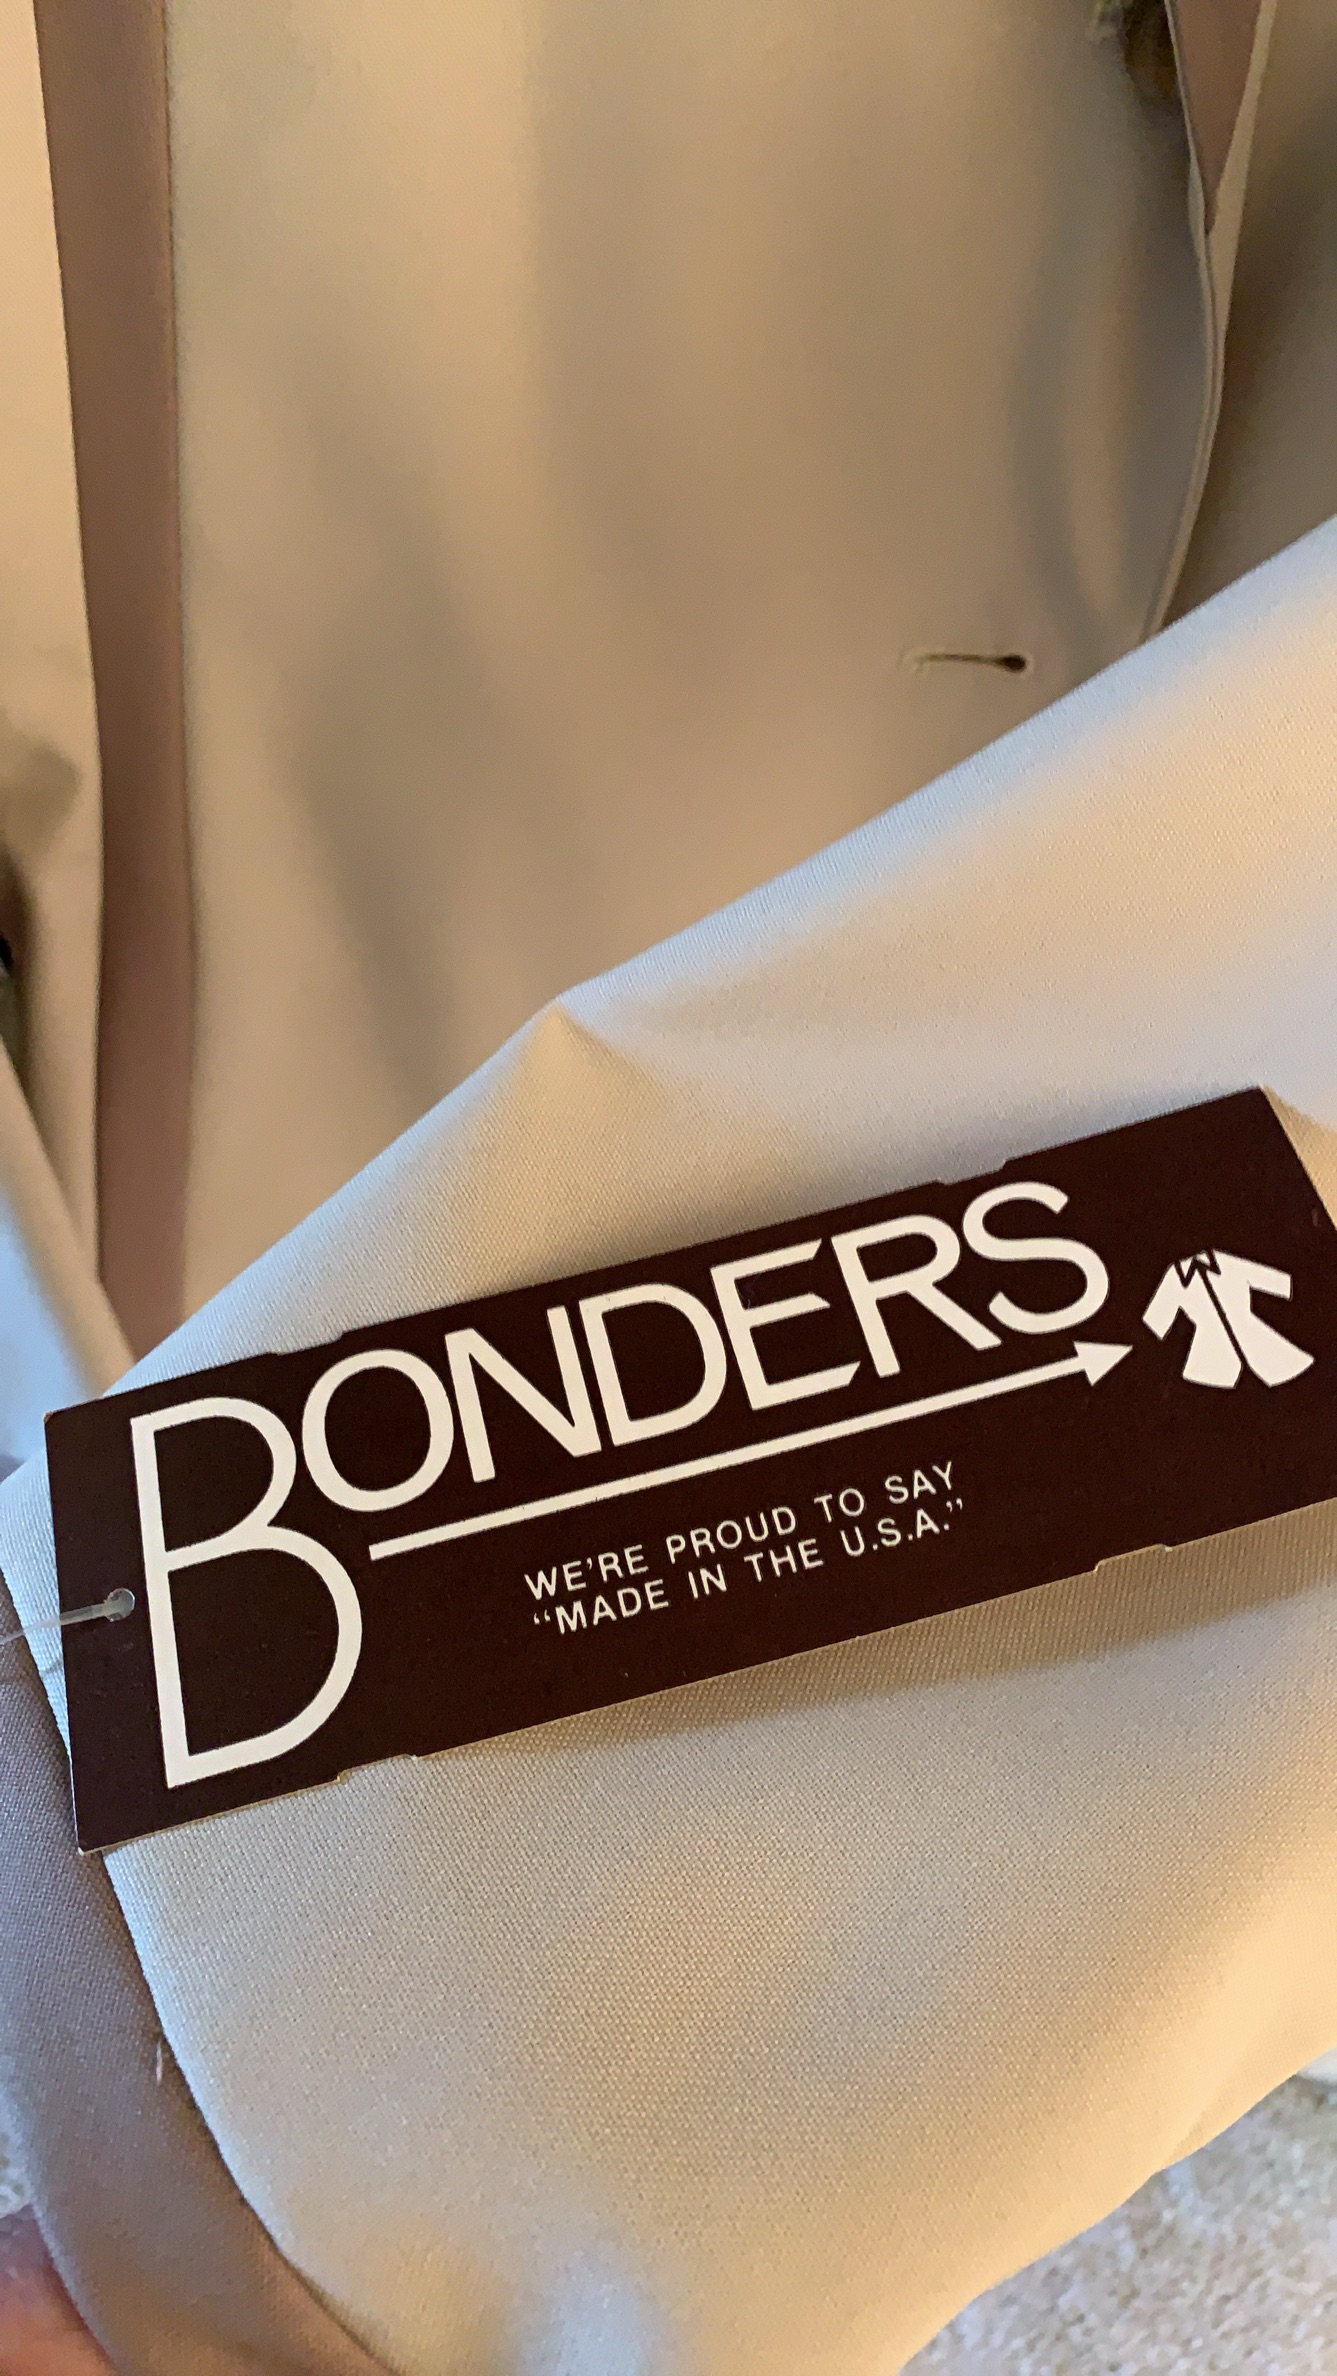 BONDERS
WE'RE PROUD TO SAY
“MADE IN THE U.S.A.”